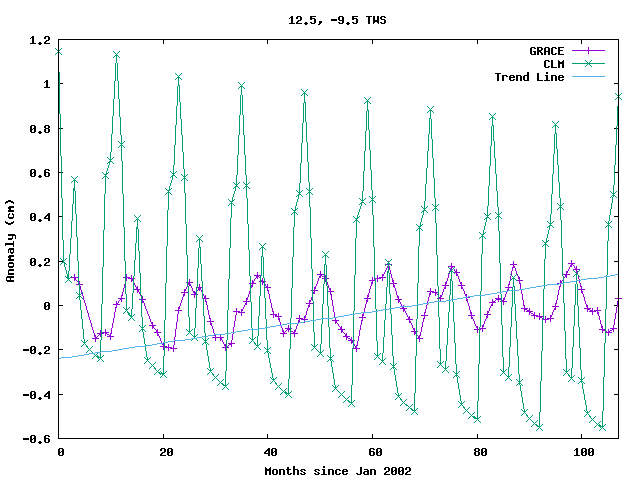 12.5, -9.5 TWS
GRACE
CLM
Trend Line
Anomaly (cm)
1.2
1
0.8
0.6
0.4
0.2
0
-0.2
-0.4
-0.6
0 20 40 60 80 100
Months since Jan 2002